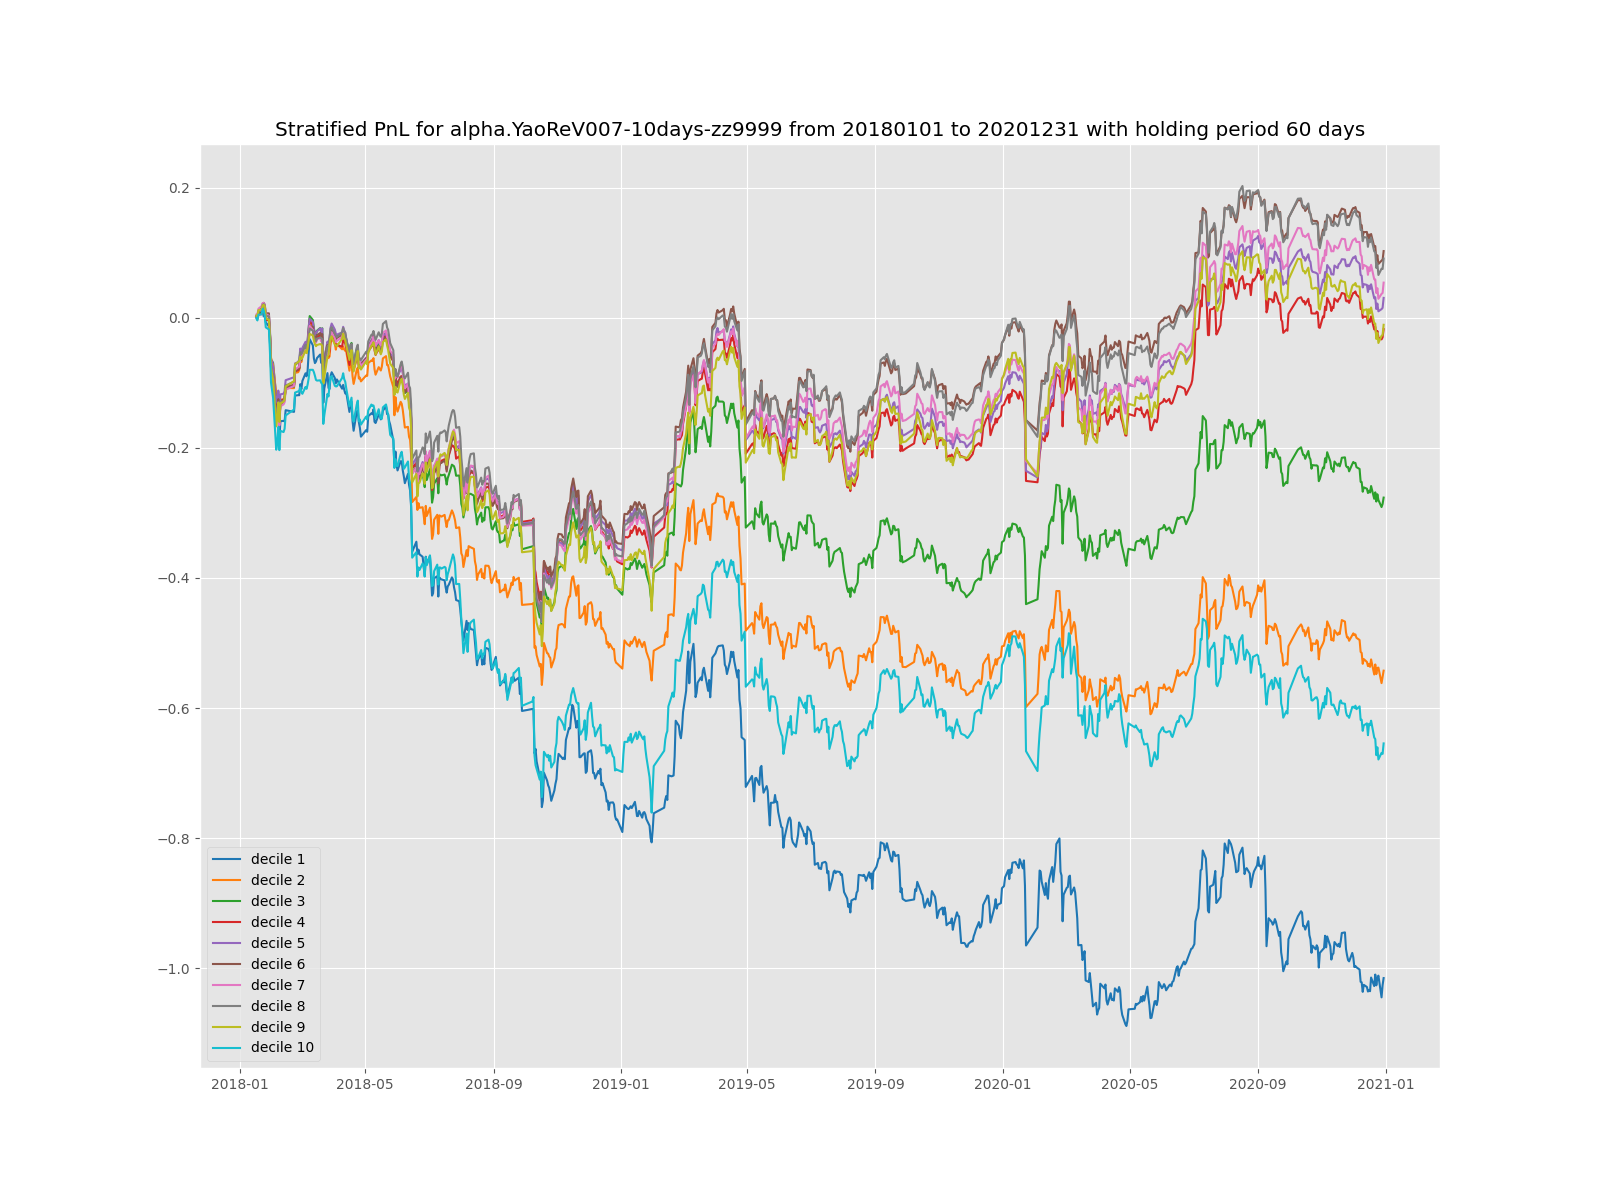 Stratified PnL for alpha.YaoReV007-10days-zz9999 from 20180101 to 20201231 with holding period 60 days
0.2
0.0
−0.2
−0.4
−0.6
−0.8
−1.0
decile 1
decile 2
decile 3
decile 4
decile 5
decile 6
decile 7
decile 8
decile 9
decile 10
2018-01
2018-05
2018-09
2019-01
2019-05
2019-09
2020-01
2020-05
2020-09
2021-01